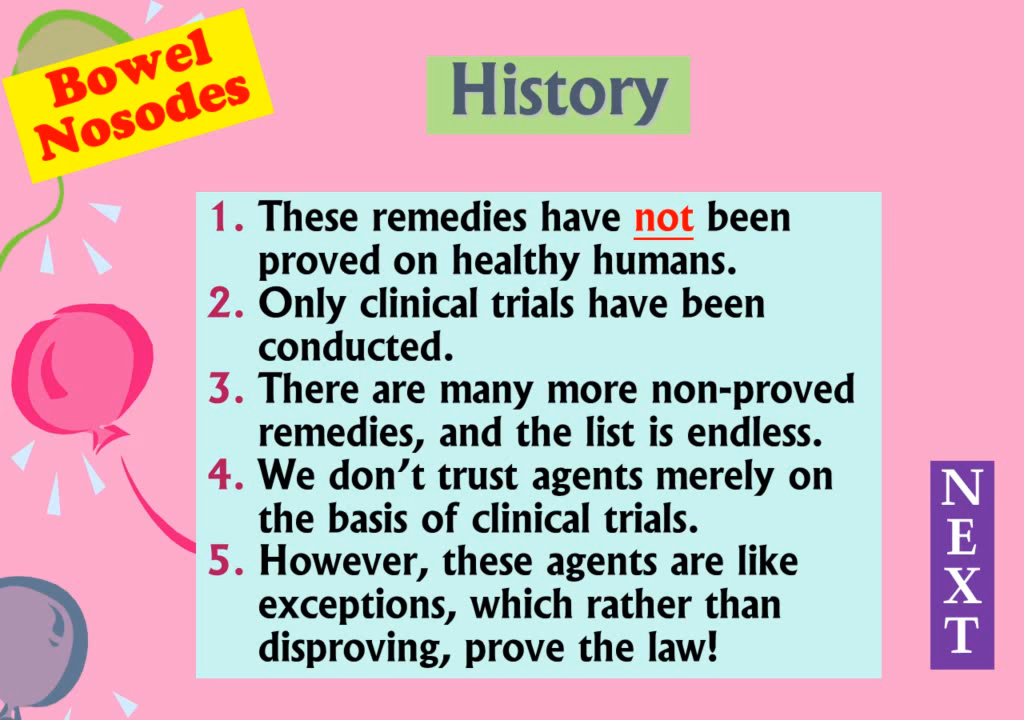 Bowel
Nosodes
History
1. These remedies have not been
proved on healthy humans.
2. Only clinical trials have been
conducted.
3. There are many more non-proved
remedies, and the list is endless.
4. We don't trust agents merely on
the basis of clinical trials.
5. However, these agents are like
exceptions, which rather than
disproving, prove the law!
NEXT